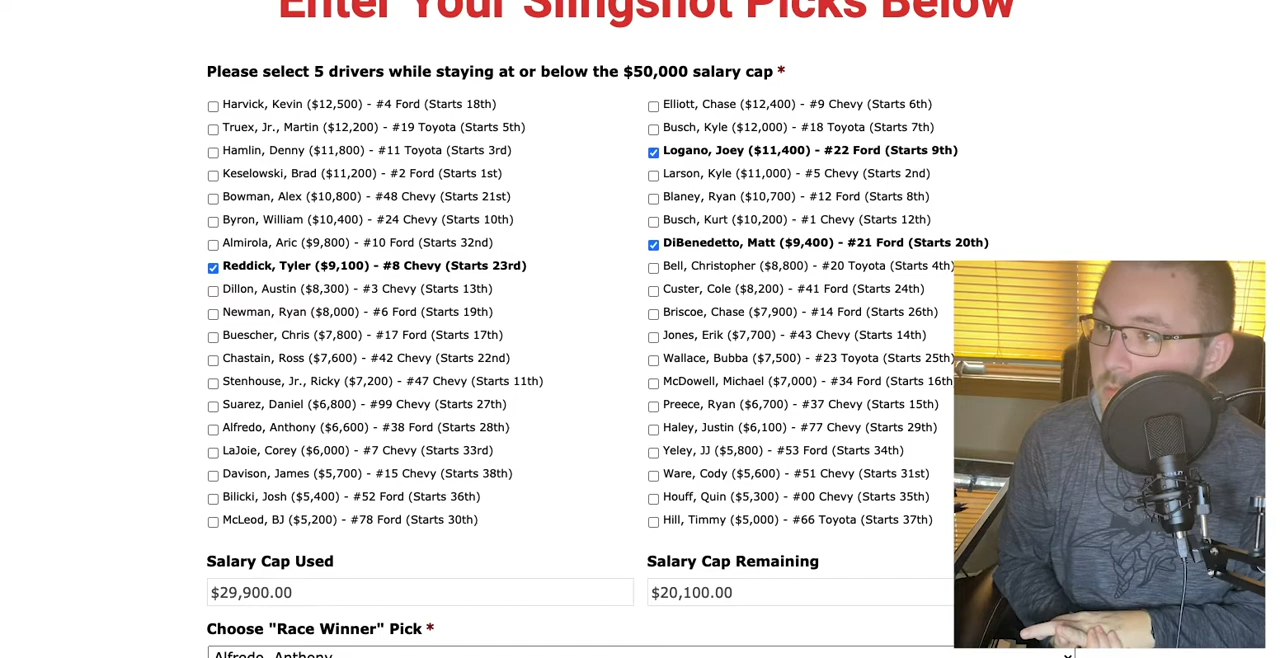 Enter Your Slingshot Picks Below
Please select 5 drivers while staying at or below the $50,000 salary cap *
Harvick, Kevin ($12,500) - #4 Ford (Starts 18th)
Elliott, Chase ($12,400) - #9 Chevy (Starts 6th)
Truex, Jr., Martin ($12,200) - #19 Toyota (Starts 5th)
Busch, Kyle ($12,000) - #18 Toyota (Starts 7th)
Hamlin, Denny ($11,800) - #11 Toyota (Starts 3rd)
Logano, Joey ($11,400) - #22 Ford (Starts 9th)
Keselowski, Brad ($11,200) - #2 Ford (Starts 1st)
Larson, Kyle ($11,000) - #5 Chevy (Starts 2nd)
Bowman, Alex ($10,800) - #48 Chevy (Starts 21st)
Blaney, Ryan ($10,700) - #12 Ford (Starts 8th)
Byron, William ($10,400) - #24 Chevy (Starts 10th)
Busch, Kurt ($10,200) - #1 Chevy (Starts 12th)
Almirola, Aric ($9,800) - #10 Ford (Starts 32nd)
DiBenedetto, Matt ($9,400) - #21 Ford (Starts 20th)
Reddick, Tyler ($9,100) - #8 Chevy (Starts 23rd)
Bell, Christopher ($8,800) - #20 Toyota (Starts 4th)
Dillon, Austin ($8,300) - #3 Chevy (Starts 13th)
Custer, Cole ($8,200) - #41 Ford (Starts 24th)
Newman, Ryan ($8,000) - #6 Ford (Starts 19th)
Briscoe, Chase ($7,900) - #14 Ford (Starts 26th)
Buescher, Chris ($7,800) - #17 Ford (Starts 17th)
Jones, Erik ($7,700) - #43 Chevy (Starts 14th)
Chastain, Ross ($7,600) - #42 Chevy (Starts 22nd)
Wallace, Bubba ($7,500) - #23 Toyota (Starts 25th)
Stenhouse, Jr., Ricky ($7,200) - #47 Chevy (Starts 11th)
McDowell, Michael ($7,000) - #34 Ford (Starts 16th
Suarez, Daniel ($6,800) - #99 Chevy (Starts 27th)
Preece, Ryan ($6,700) - #37 Chevy (Starts 15th)
Alfredo, Anthony ($6,600) - #38 Ford (Starts 28th)
Haley, Justin ($6,100) - #77 Chevy (Starts 29th)
LaJoie, Corey ($6,000) - #7 Chevy (Starts 33rd)
Yeley, JJ ($5,800) - #53 Ford (Starts 34th)
Davison, James ($5,700) - #15 Chevy (Starts 38th)
Ware, Cody ($5,600) - #51 Chevy (Starts 31st)
Bilicki, Josh ($5,400) - #52 Ford (Starts 36th)
Houff, Quin ($5,300) - #00 Chevy (Starts 35th)
McLeod, BJ ($5,200) - #78 Ford (Starts 30th)
Hill, Timmy ($5,000) - #66 Toyota (Starts 37th)
Salary Cap Used
Salary Cap Remaining
$29,900.00
$20,100.00
Choose "Race Winner" Pick *
Alfredo, Anthony